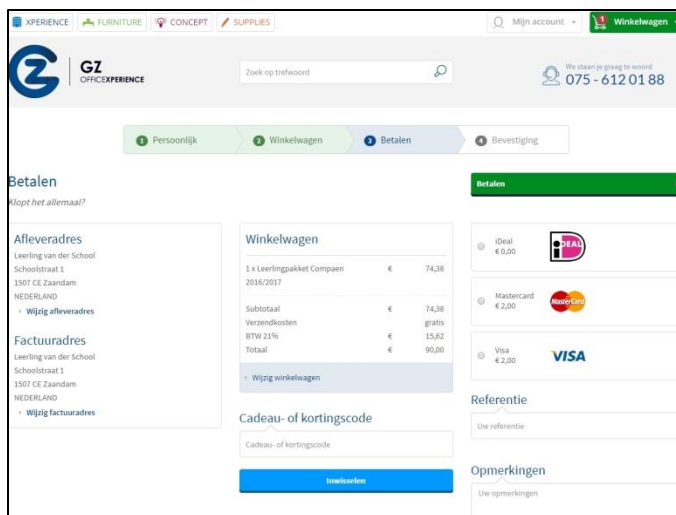 XPERIENCE FURNITURE CONCEPT SUPPLIES
Mijn account
1 Winkelwagen
GZ
OFFICEXPERIENCE
Zoek op trefwoord
We staan je graag te woord
075 - 612 01 88
1 Persoonlijk 2 Winkelwagen 3 Betalen 4 Bevestiging
Betalen
Klopt het allemaal?
Afleveradres
Leerling van der School
Schoolstraat 1
1507 CE Zaandam
NEDERLAND
Wijzig afleveradres
Factuuradres
Leerling van der School
Schoolstraat 1
1507 CE Zaandam
NEDERLAND
Wijzig factuuradres
Winkelwagen
1 x Leerlingpakket Compaen € 74,38
2016/2017
Subtotaal € 74,38
Verzendkosten gratis
BTW 21% € 15,62
Totaal € 90,00
Wijzig winkelwagen
Cadeau- of kortingscode
Cadeau- of kortingscode
Inwisselen
Betalen
iDeal
€ 0,00
iDEAL
Mastercard
€ 2,00
MasterCard
Visa
€ 2,00
VISA
Referentie
Uw referentie
Opmerkingen
Uw opmerkingen